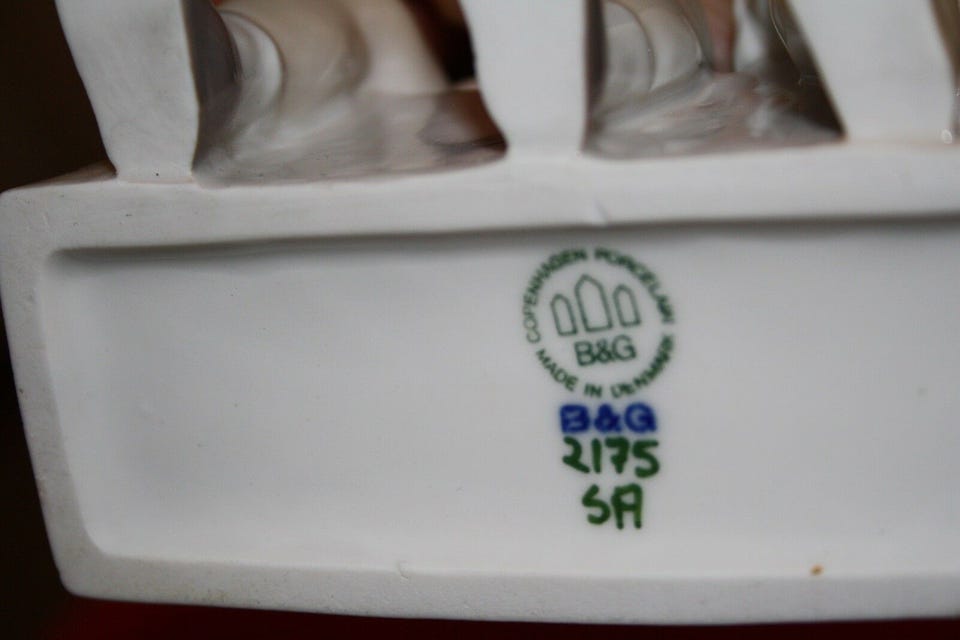 COPENHAGEN PORCELAIN
B&G
MADE IN DENMARK
B&G
2175
SA